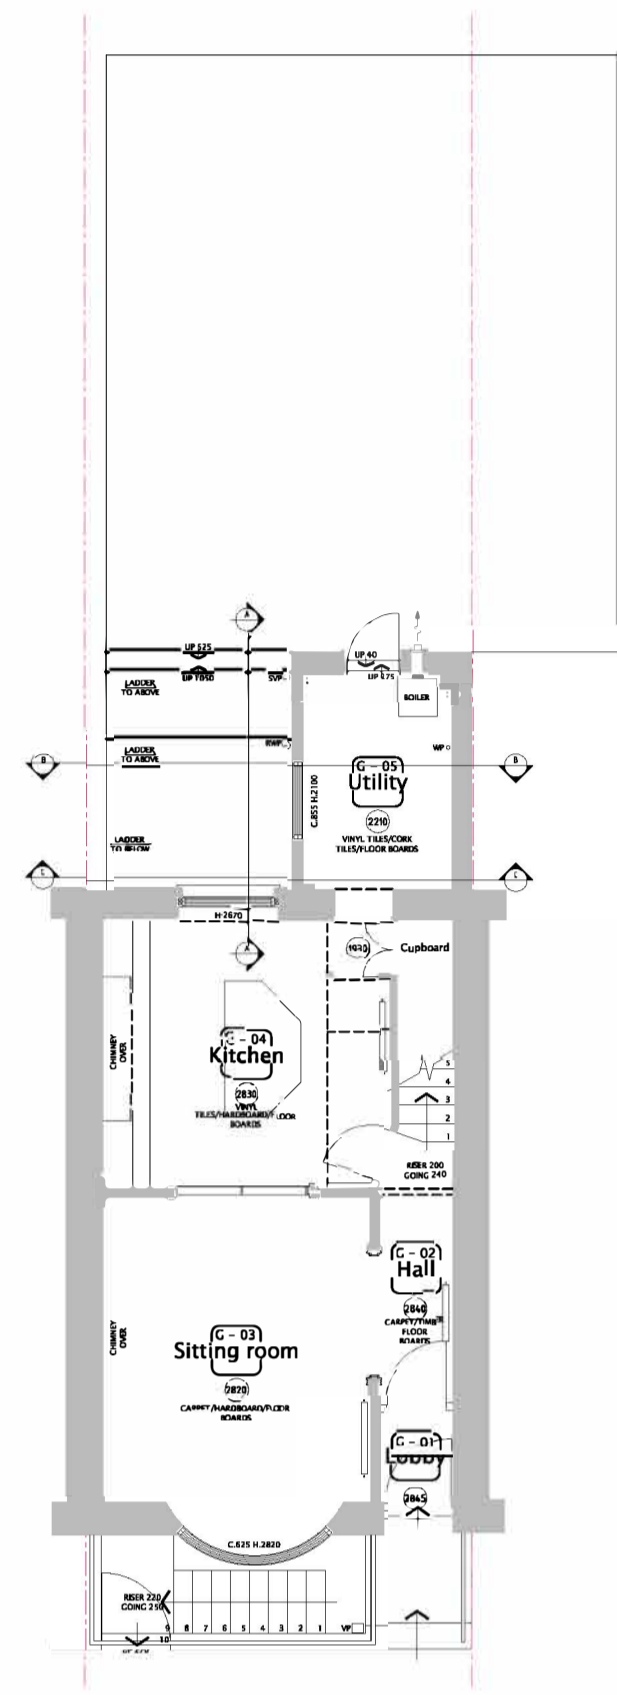 A
UP 525
UP 1050
SVP
LADDER
TO ABOVE
UP 40
UP 475
BOILER
RWP
WP
LADDER
TO ABOVE
B
B
G - 05
Utility
2210
VINYL TILES/CORK
TILES/FLOOR BOARDS
C.855 H.2100
LADDER
TO BELOW
C
C
H-2670
A
1930
Cupboard
CHIMNEY
OVER
- 04
Kitchen
2830
VINYL
TILES/HARDBOARD/FLOOR
BOARDS
5
4
3
2
1
RISER 200
GOING 240
G - 02
Hall
2840
CARPET/TIMB
FLOOR
BOARDS
CHIMNEY
OVER
G - 03
Sitting room
2820
CARPET/HARDBOARD/FLOOR
BOARDS
G - 01
Lobby
2845
C.625 H.2820
RISER 220
GOING 250
9 8 7 6 5 4 3 2 1
10
VP